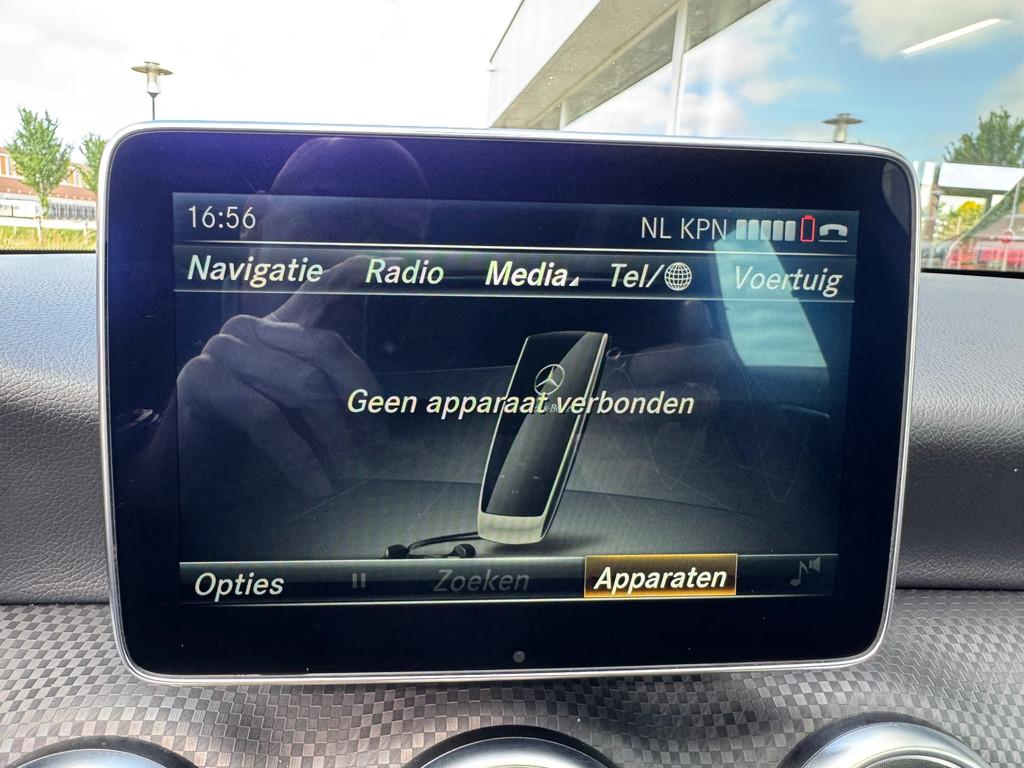 16:56
NL KPN
Navigatie Radio Media Tel/ Voertuig
Geen apparaat verbonden
Opties Zoeken Apparaten